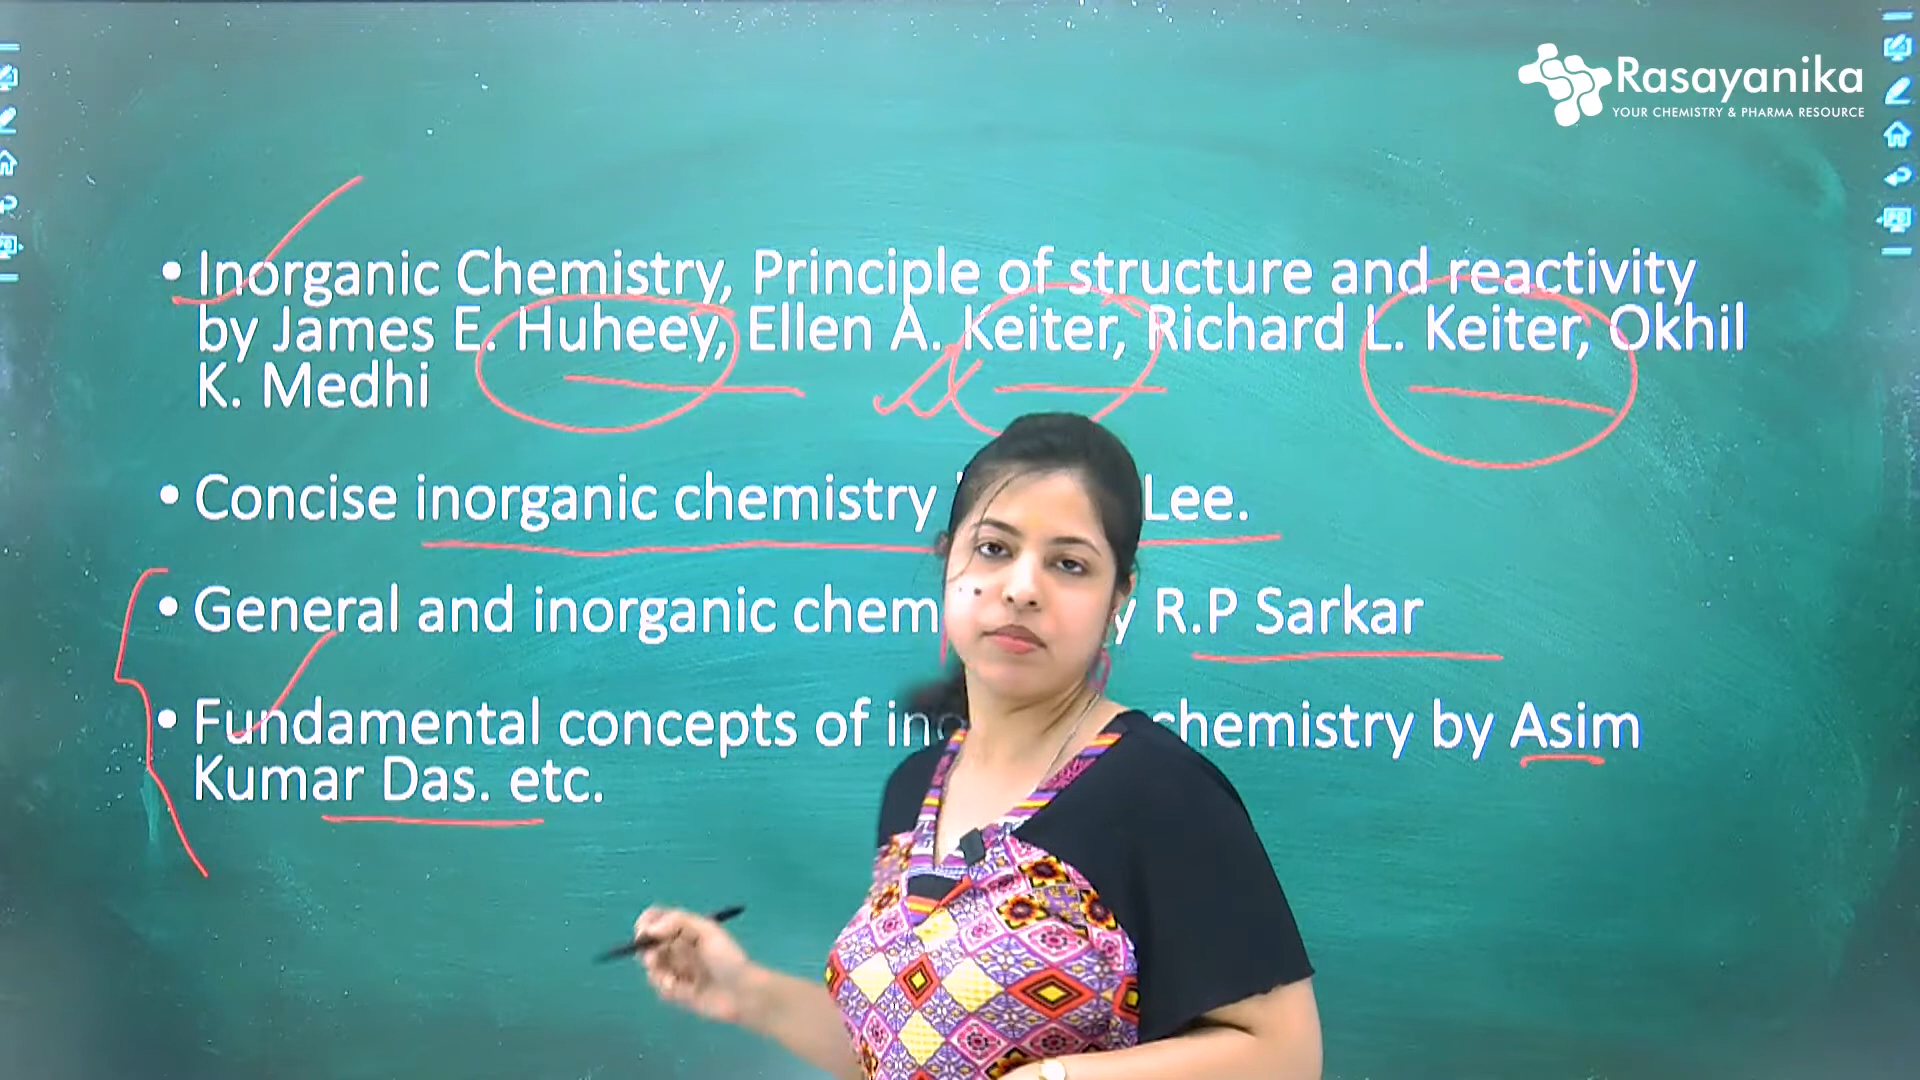 Rasayanika
YOUR CHEMISTRY & PHARMA RESOURCE
• Inorganic Chemistry, Principle of structure and reactivity
by James E. Huheey, Ellen A. Keiter, Richard L. Keiter, Okhil
K. Medhi
• Concise inorganic chemistry Lee.
• General and inorganic chem y R.P Sarkar
• Fundamental concepts of ino chemistry by Asim
Kumar Das. etc.